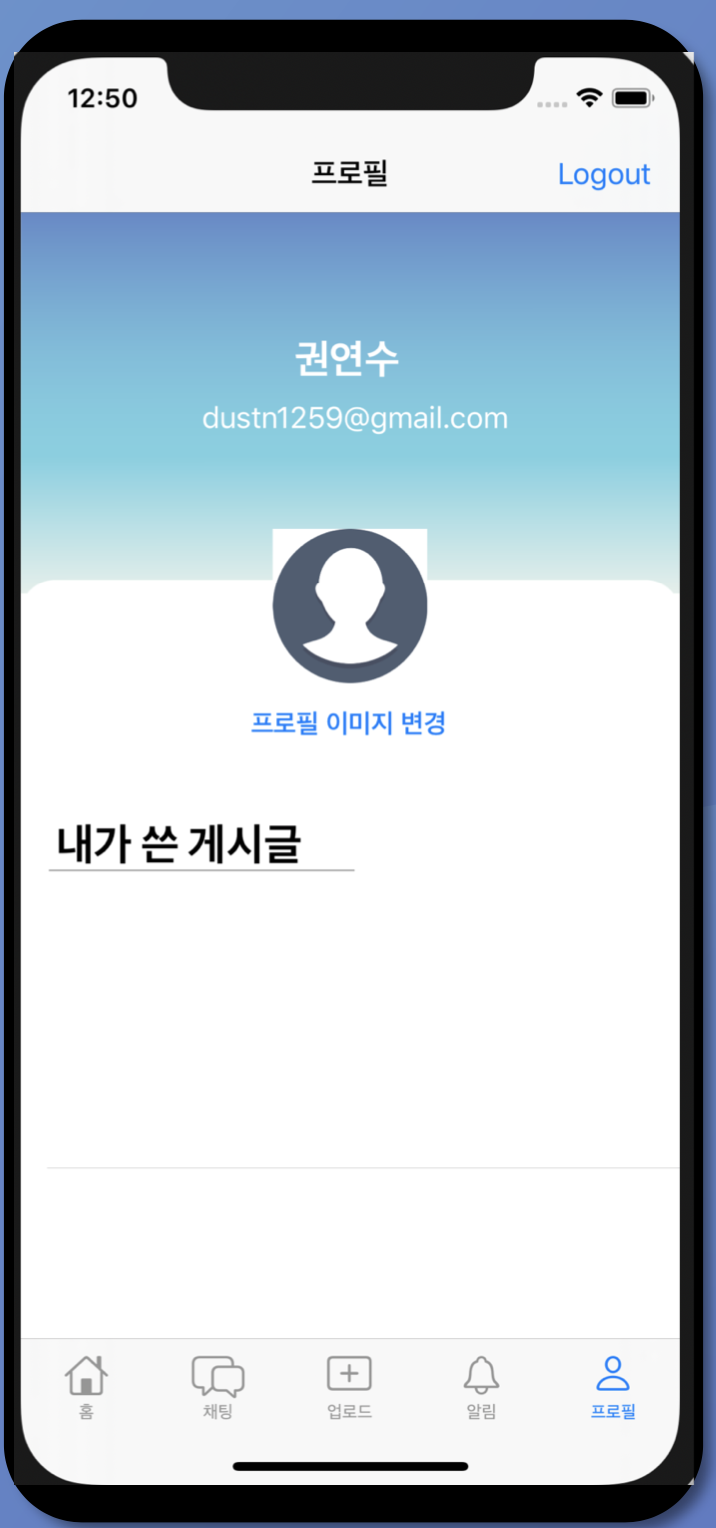 12:50
프로필
Logout
권연수
dustn1259@gmail.com
프로필 이미지 변경
내가 쓴 게시글
홈
채팅
업로드
알림
프로필